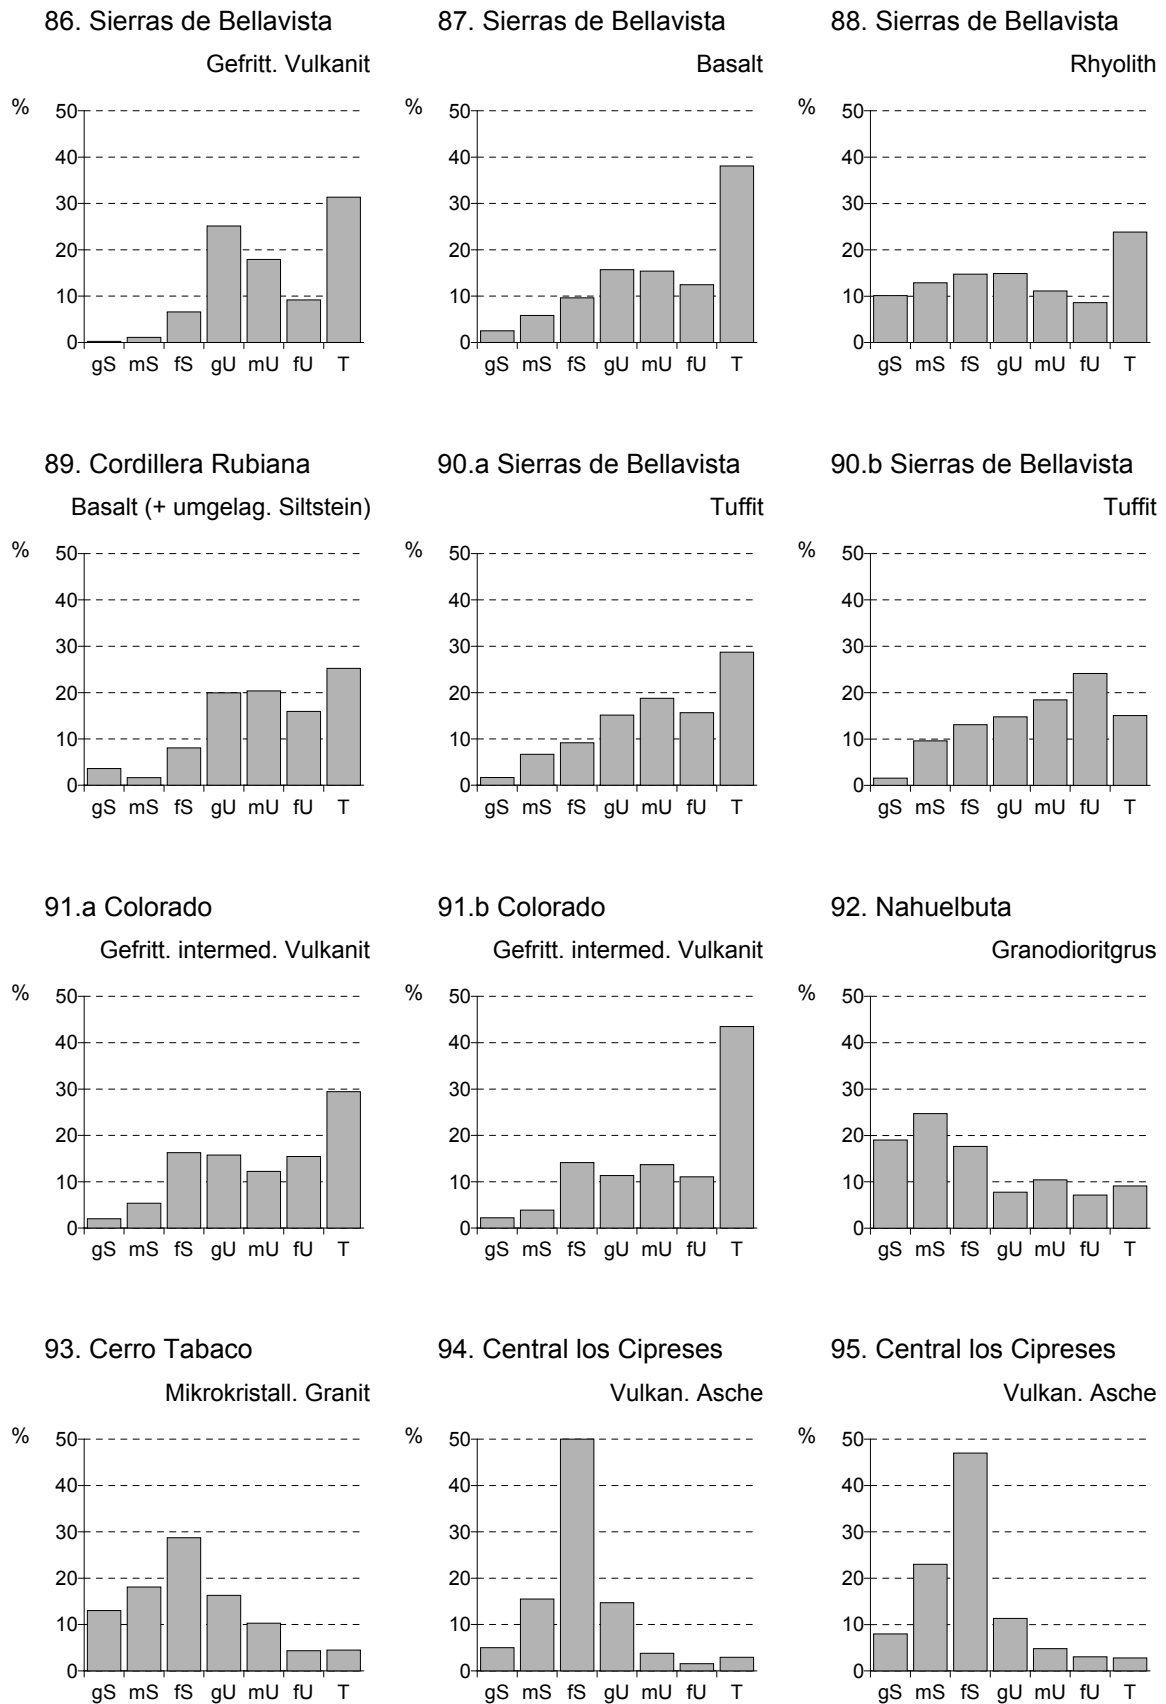 86. Sierras de Bellavista
Gefritt. Vulkanit
%
50
40
30
20
10
0
gS mS fS gU mU fU T
87. Sierras de Bellavista
Basalt
%
50
40
30
20
10
0
gS mS fS gU mU fU T
88. Sierras de Bellavista
Rhyolith
%
50
40
30
20
10
0
gS mS fS gU mU fU T
89. Cordillera Rubiana
Basalt (+ umgelag. Siltstein)
%
50
40
30
20
10
0
gS mS fS gU mU fU T
90.a Sierras de Bellavista
Tuffit
%
50
40
30
20
10
0
gS mS fS gU mU fU T
90.b Sierras de Bellavista
Tuffit
%
50
40
30
20
10
0
gS mS fS gU mU fU T
91.a Colorado
Gefritt. intermed. Vulkanit
%
50
40
30
20
10
0
gS mS fS gU mU fU T
91.b Colorado
Gefritt. intermed. Vulkanit
%
50
40
30
20
10
0
gS mS fS gU mU fU T
92. Nahuelbuta
Granodioritgrus
%
50
40
30
20
10
0
gS mS fS gU mU fU T
93. Cerro Tabaco
Mikrokristall. Granit
%
50
40
30
20
10
0
gS mS fS gU mU fU T
94. Central los Cipreses
Vulkan. Asche
%
50
40
30
20
10
0
gS mS fS gU mU fU T
95. Central los Cipreses
Vulkan. Asche
%
50
40
30
20
10
0
gS mS fS gU mU fU T